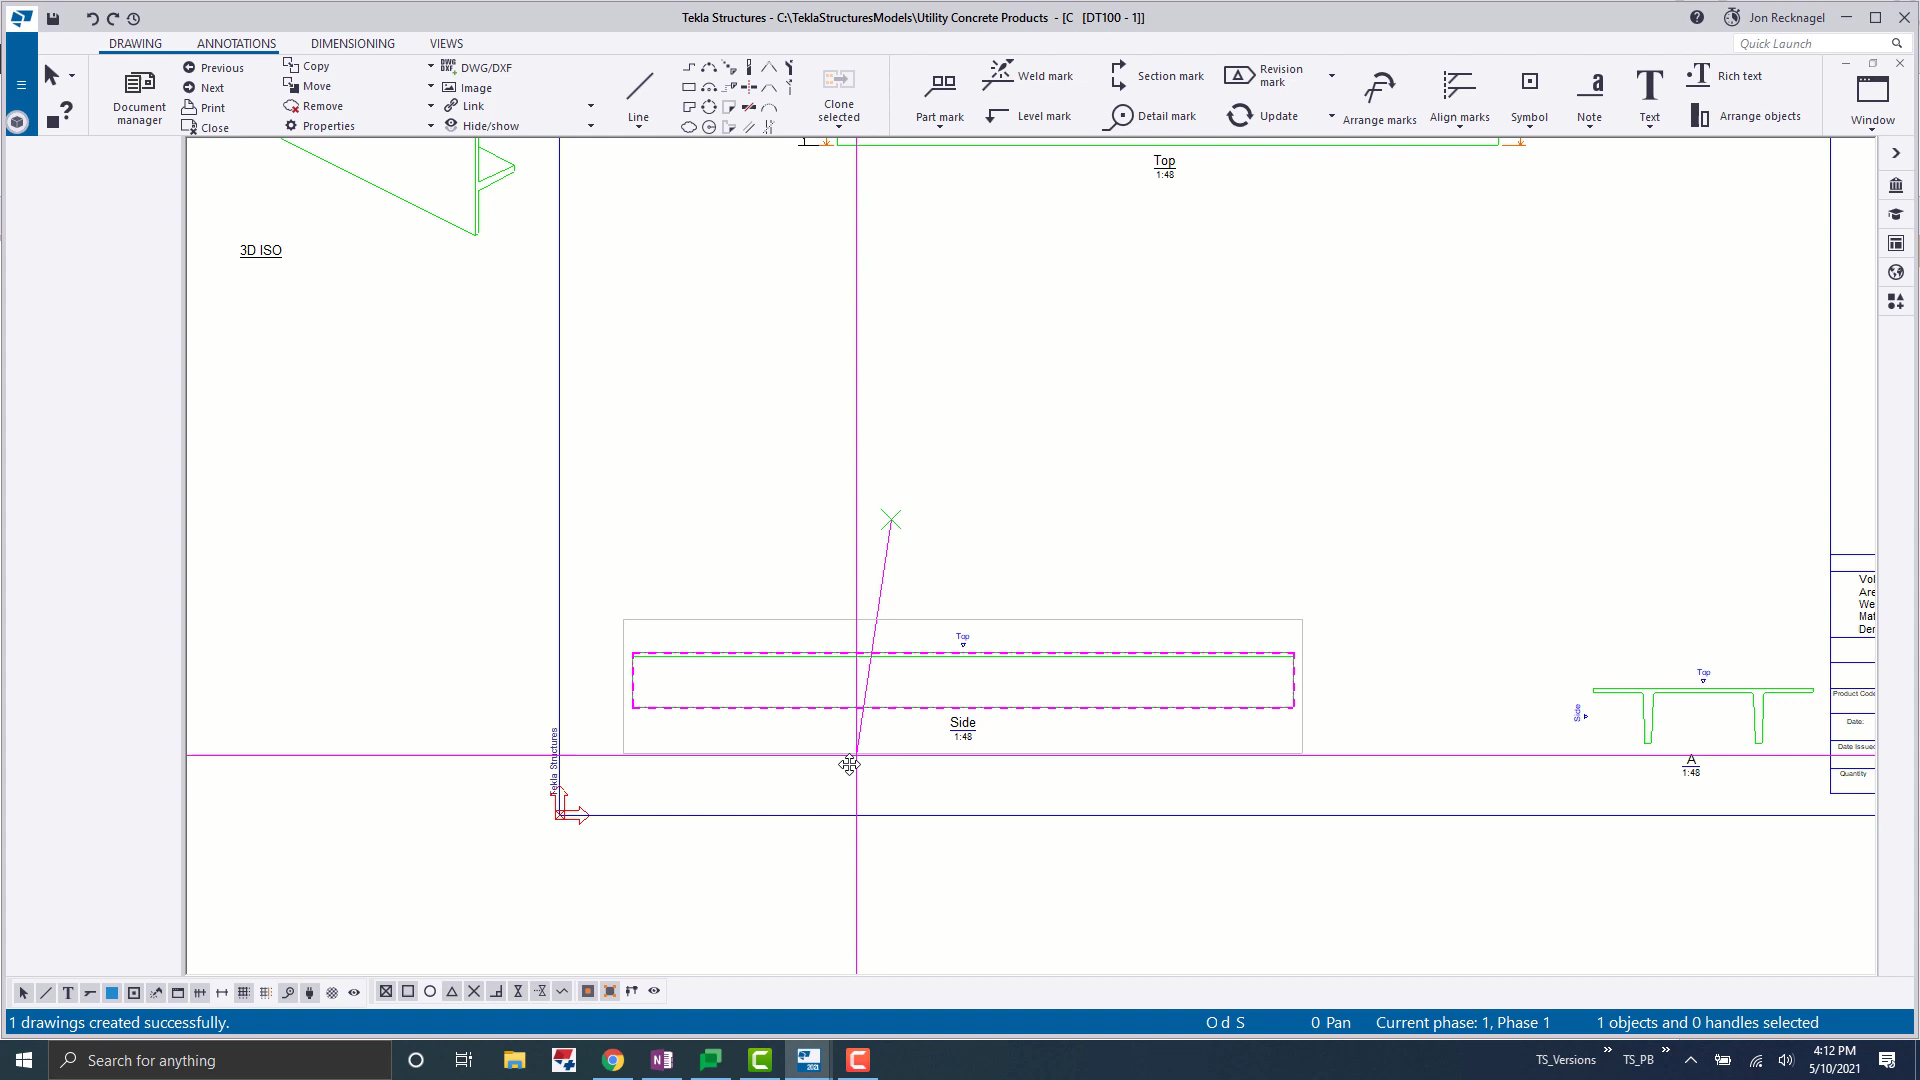 Tekla Structures - C:\TeklaStructuresModels\Utility Concrete Products - [C [DT100 - 1]]
Jon Recknagel
DRAWING
ANNOTATIONS
DIMENSIONING
VIEWS
Quick Launch
Document manager
Previous
Next
Print
Close
Copy
Move
Remove
Properties
DWG/DXF
Image
Link
Hide/show
Line
Clone selected
Part mark
Weld mark
Level mark
Section mark
Detail mark
Revision mark
Update
Arrange marks
Align marks
Symbol
Note
Text
Rich text
Arrange objects
Window
Top
1:48
3D ISO
Top
Side
1:48
Tekla Structures
Top
Side
A
1:48
Vol
Are
We
Mat
Den
Product Code
Date:
Date Issued
Quantity
1 drawings created successfully.
O d S
0 Pan
Current phase: 1, Phase 1
1 objects and 0 handles selected
Search for anything
2021
TS_Versions
TS_PB
4:12 PM
5/10/2021